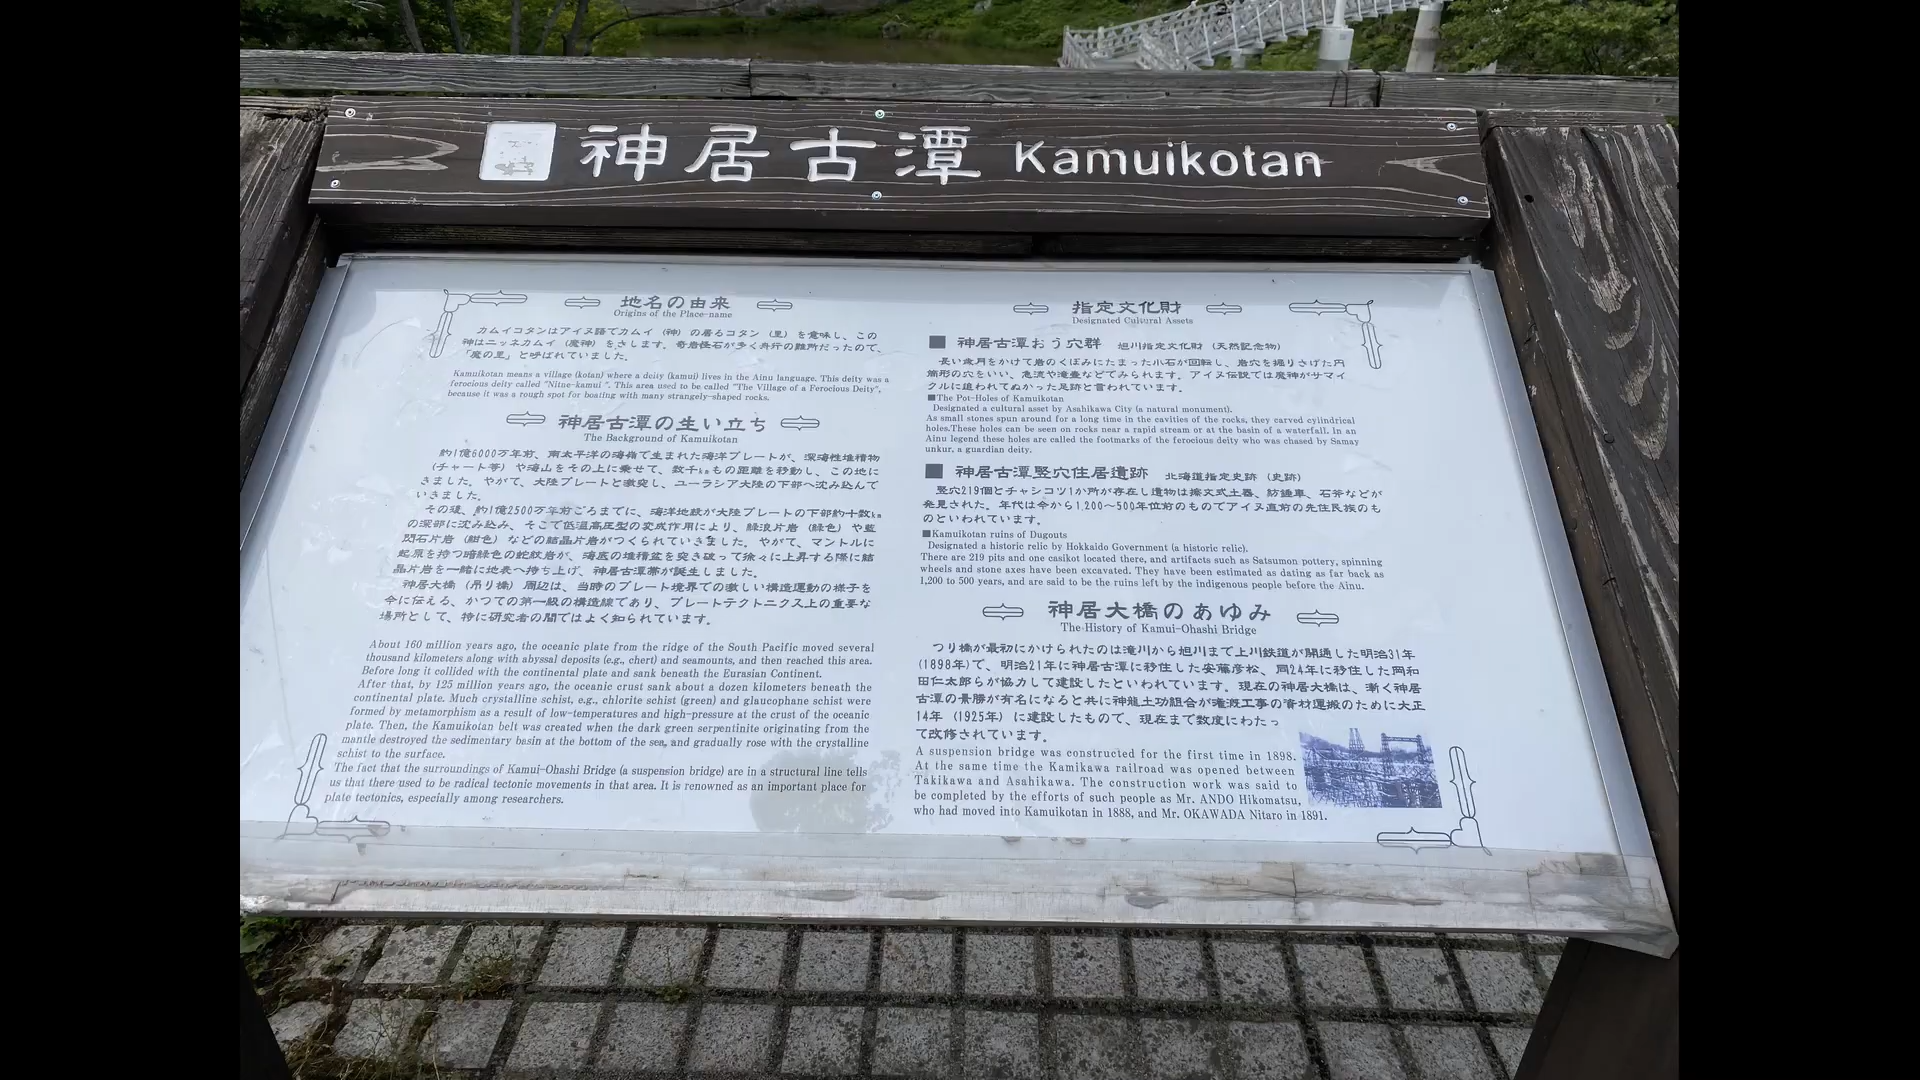 神居古潭 Kamuikotan
地名の由来
Origins of the Place-name
カムイコタンはアイヌ語でカムイ（神）の居るコタン（里）を意味し、この
神はニッネカムイ（魔神）をさします。奇岩怪石が多く舟行の難所だったので、
「魔の里」と呼ばれていました。
Kamuikotan means a village (kotan) where a deity (kamui) lives in the Ainu language. This deity was a
ferocious deity called "Nitne-kamui ". This area used to be called "The Village of a Ferocious Deity",
because it was a rough spot for boating with many strangely-shaped rocks.
神居古潭の生い立ち
The Background of Kamuikotan
約1億6000万年前、南太平洋の海嶺で生まれた海洋プレートが、深海性堆積物
（チャート等）や海山をその上に乗せて、数千㎞もの距離を移動し、この地に
きました。やがて、大陸プレートと衝突し、ユーラシア大陸の下部へ沈み込んで
いきました。
その後、約1億2500万年前ごろまでに、海洋地殻が大陸プレートの下部約十数㎞
の深部に沈み込み、そこで低温高圧型の変成作用により、緑泥片岩（緑色）や藍
閃石片岩（紺色）などの結晶片岩がつくられていきました。やがて、マントルに
起原を持つ暗緑色の蛇紋岩が、海底の堆積盆を突き破って徐々に上昇する際に結
晶片岩を一緒に地表へ持ち上げ、神居古潭帯が誕生しました。
神居大橋（吊り橋）周辺は、当時のプレート境界での激しい構造運動の様子を
今に伝える、かつての第一級の構造線であり、プレートテクトニクス上の重要な
場所として、特に研究者の間ではよく知られています。
About 160 million years ago, the oceanic plate from the ridge of the South Pacific moved several
thousand kilometers along with abyssal deposits (e.g., chert) and seamounts, and then reached this area.
Before long it collided with the continental plate and sank beneath the Eurasian Continent.
After that, by 125 million years ago, the oceanic crust sank about a dozen kilometers beneath the
continental plate. Much crystalline schist, e.g., chlorite schist (green) and glaucophane schist were
formed by metamorphism as a result of low-temperatures and high-pressure at the crust of the oceanic
plate. Then, the Kamuikotan belt was created when the dark green serpentinite originating from the
mantle destroyed the sedimentary basin at the bottom of the sea, and gradually rose with the crystalline
schist to the surface.
The fact that the surroundings of Kamui-Ohashi Bridge (a suspension bridge) are in a structural line tells
us that there used to be radical tectonic movements in that area. It is renowned as an important place for
plate tectonics, especially among researchers.
指定文化財
Designated Cultural Assets
■ 神居古潭おう穴群 旭川指定文化財（天然記念物）
長い歳月をかけて岩のくぼみにたまった小石が回転し、岩穴を掘りさげた円
筒形の穴をいい、急流や滝壺などでみられます。アイヌ伝説では魔神がサマイ
クルに追われてぬかった足跡と言われています。
■The Pot-Holes of Kamuikotan
Designated a cultural asset by Asahikawa City (a natural monument).
As small stones spun around for a long time in the cavities of the rocks, they carved cylindrical
holes.These holes can be seen on rocks near a rapid stream or at the basin of a waterfall. In an
Ainu legend these holes are called the footmarks of the ferocious deity who was chased by Samay
unkur, a guardian deity.
■ 神居古潭竪穴住居遺跡 北海道指定史跡（史跡）
竪穴219個とチャシコツ1か所が存在し遺物は擦文式土器、紡錘車、石斧などが
発見された。年代は今から1,200～500年位前のものでアイヌ直前の先住民族のも
のといわれています。
■Kamuikotan ruins of Dugouts
Designated a historic relic by Hokkaido Government (a historic relic).
There are 219 pits and one casikot located there, and artifacts such as Satsumon pottery, spinning
wheels and stone axes have been excavated. They have been estimated as dating as far back as
1,200 to 500 years, and are said to be the ruins left by the indigenous people before the Ainu.
神居大橋のあゆみ
The History of Kamui-Ohashi Bridge
つり橋が最初にかけられたのは滝川から旭川まで上川鉄道が開通した明治31年
(1898年)で、明治21年に神居古潭に移住した安藤彦松、同24年に移住した岡和
田仁太郎らが協力して建設したといわれています。現在の神居大橋は、漸く神居
古潭の景勝が有名になると共に神龍土功組合が灌漑工事の資材運搬のために大正
14年（1925年）に建設したもので、現在まで数度にわたっ
て改修されています。
A suspension bridge was constructed for the first time in 1898.
At the same time the Kamikawa railroad was opened between
Takikawa and Asahikawa. The construction work was said to
be completed by the efforts of such people as Mr. ANDO Hikomatsu,
who had moved into Kamuikotan in 1888, and Mr. OKAWADA Nitaro in 1891.